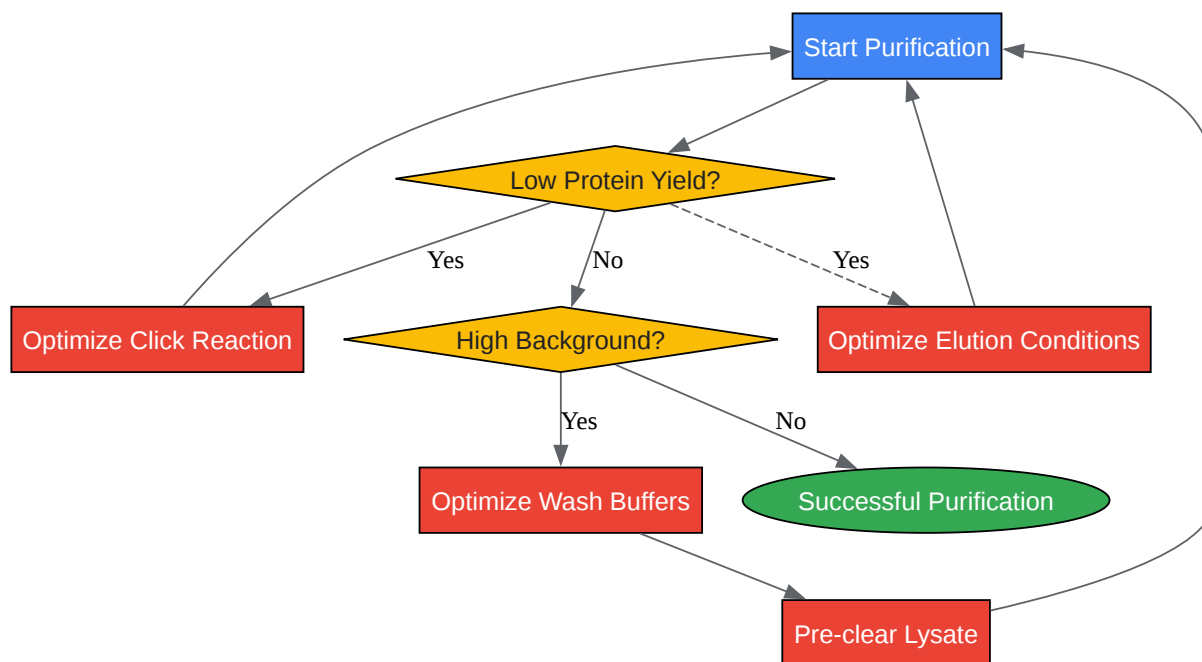 Start Purification
Low Protein Yield?
Yes
No
Yes
Optimize Click Reaction
High Background?
Optimize Elution Conditions
Yes
No
Optimize Wash Buffers
Successful Purification
Pre-clear Lysate